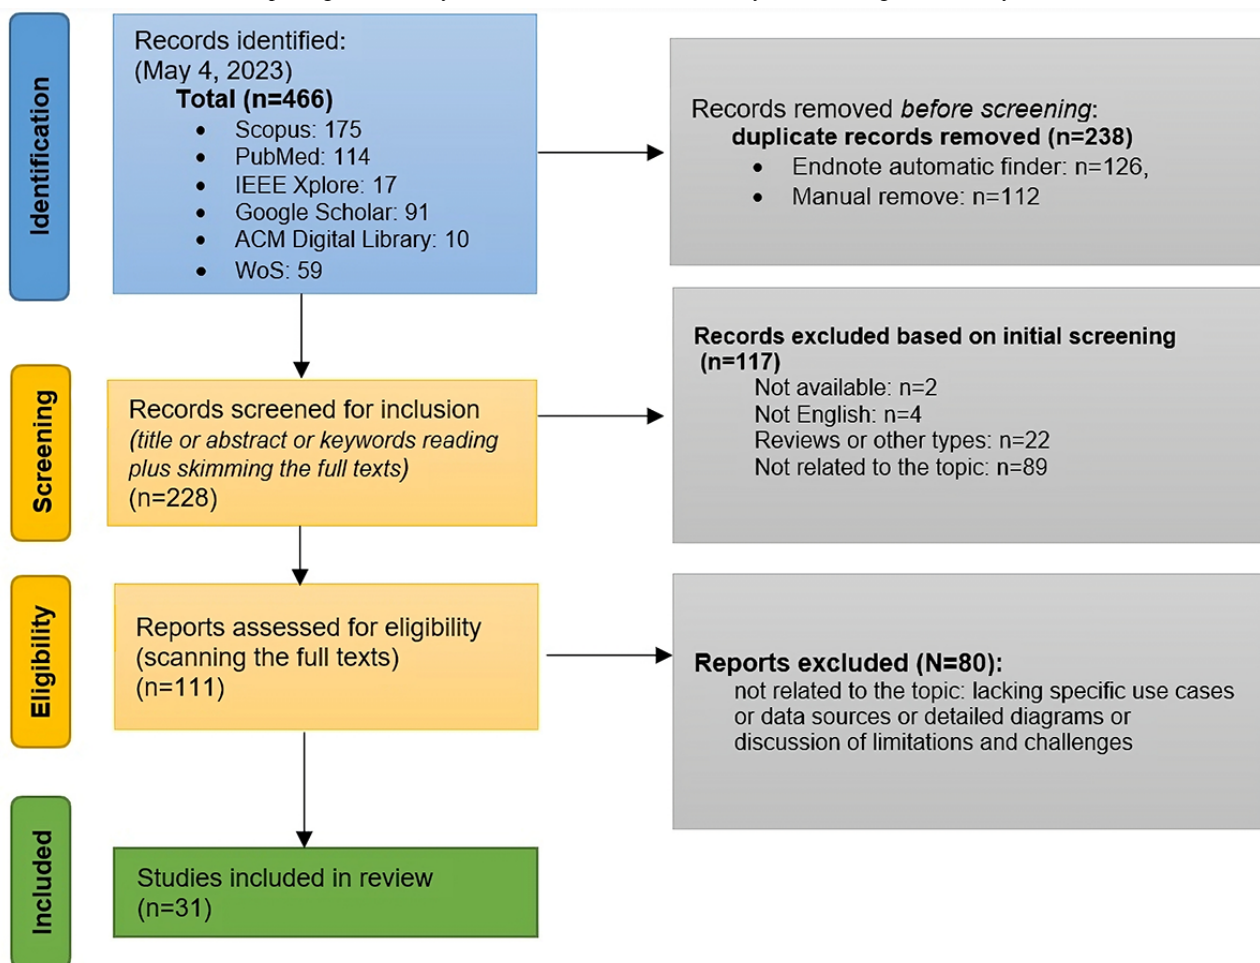 Identification
Records identified:
(May 4, 2023)
Total (n=466)
• Scopus: 175
• PubMed: 114
• IEEE Xplore: 17
• Google Scholar: 91
• ACM Digital Library: 10
• WoS: 59
Records removed before screening:
duplicate records removed (n=238)
• Endnote automatic finder: n=126,
• Manual remove: n=112
Screening
Records screened for inclusion
(title or abstract or keywords reading
plus skimming the full texts)
(n=228)
Records excluded based on initial screening
(n=117)
Not available: n=2
Not English: n=4
Reviews or other types: n=22
Not related to the topic: n=89
Eligibility
Reports assessed for eligibility
(scanning the full texts)
(n=111)
Reports excluded (N=80):
not related to the topic: lacking specific use cases
or data sources or detailed diagrams or
discussion of limitations and challenges
Included
Studies included in review
(n=31)